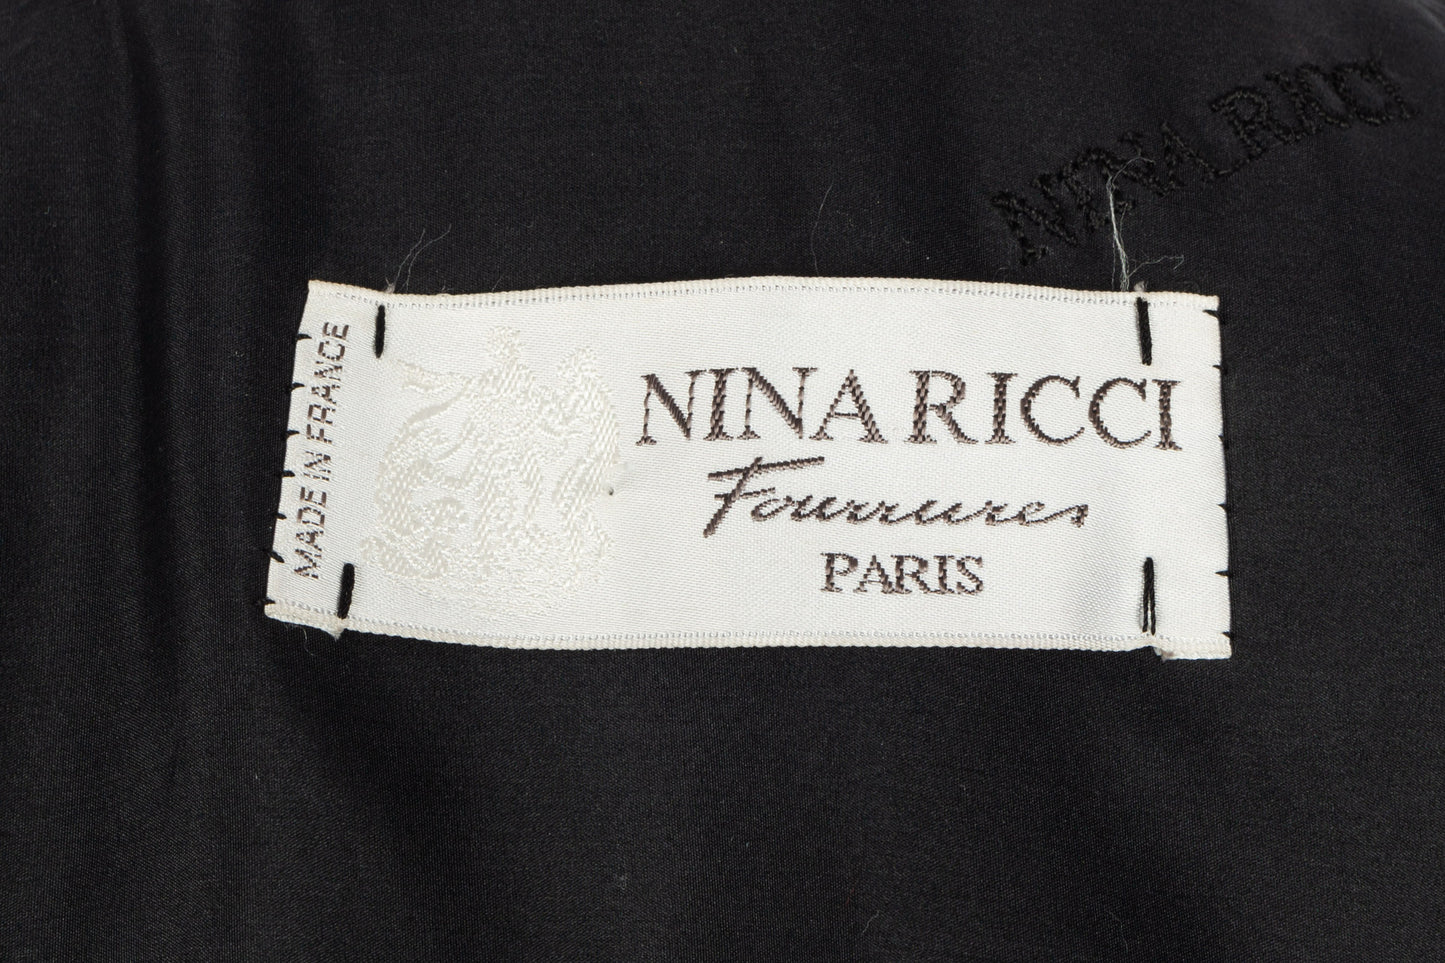 NINA RICCI
MADE IN FRANCE
NINA RICCI
Fourrures
PARIS